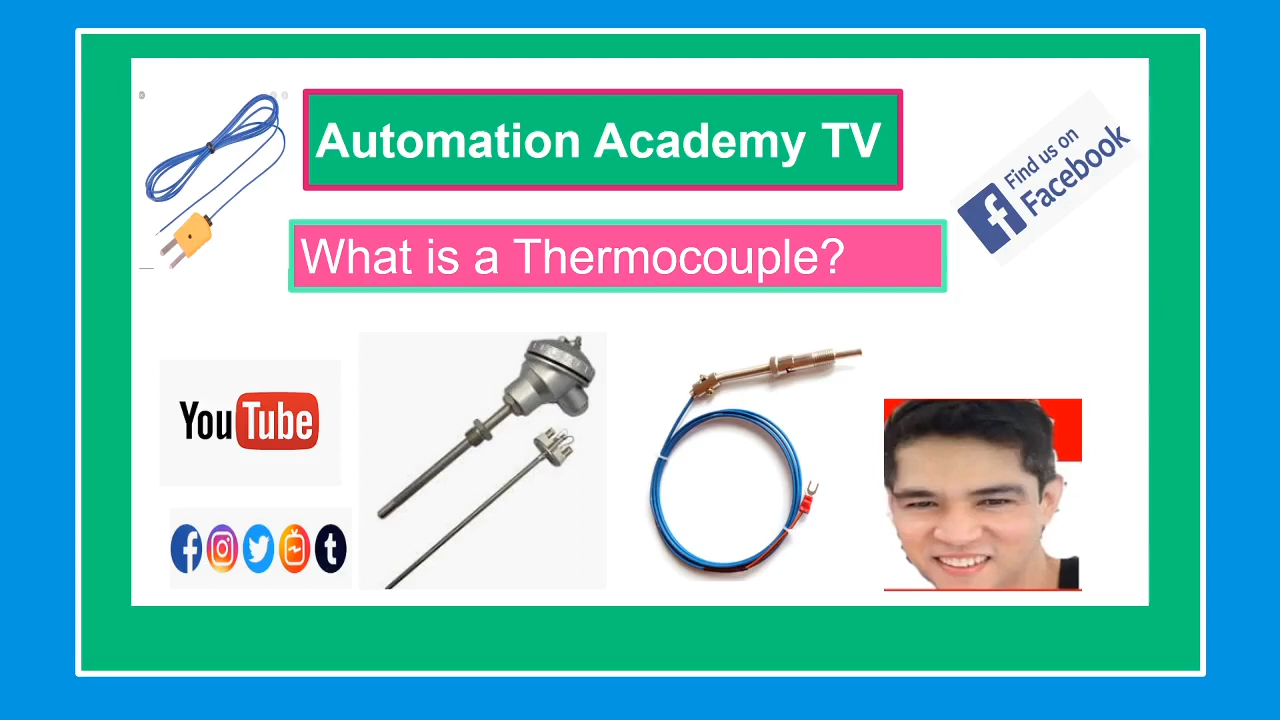 Automation Academy TV
Find us on
Facebook
What is a Thermocouple?
YouTube